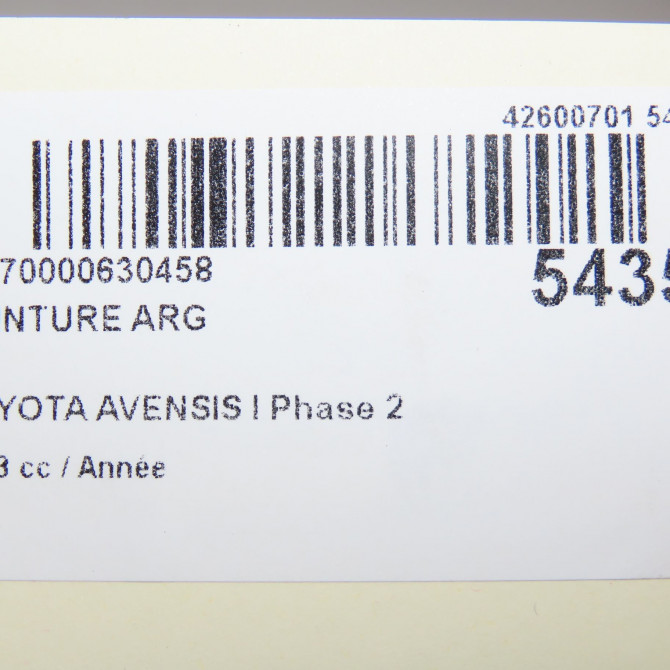 42600701 54
70000630458
5435
NTURE ARG
YOTA AVENSIS I Phase 2
3 cc / Année